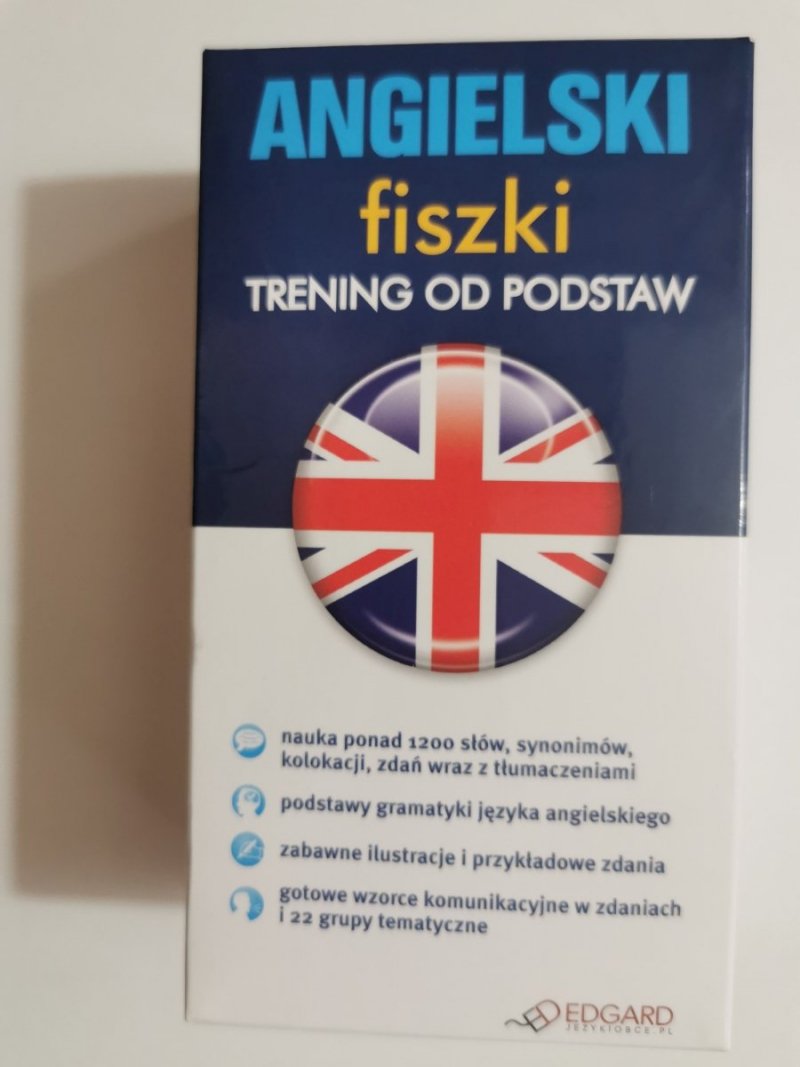 ANGIELSKI
fiszki
TRENING OD PODSTAW
nauka ponad 1200 słów, synonimów,
kolokacji, zdań wraz z tłumaczeniami
podstawy gramatyki języka angielskiego
zabawne ilustracje i przykładowe zdania
gotowe wzorce komunikacyjne w zdaniach
i 22 grupy tematyczne
EDGARD
JEZYKIOBCE.PL